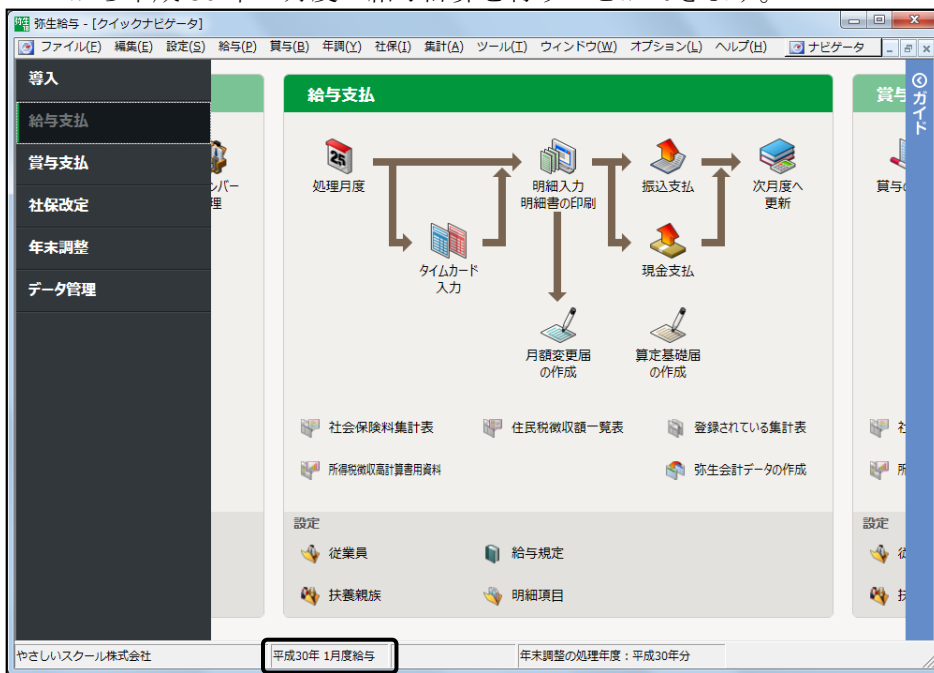 弥生給与 - [クイックナビゲータ]
ファイル(F) 編集(E) 設定(S) 給与(P) 賞与(B) 年調(Y) 社保(I) 集計(A) ツール(T) ウィンドウ(W) オプション(L) ヘルプ(H) ナビゲータ
導入
給与支払
賞与支払
社保改定
年末調整
データ管理
給与支払
25
処理月度
タイムカード
入力
明細入力
明細書の印刷
振込支払
現金支払
次月度へ
更新
月額変更届
の作成
算定基礎届
の作成
社会保険料集計表
住民税徴収額一覧表
登録されている集計表
所得税徴収高計算書用資料
弥生会計データの作成
設定
従業員
給与規定
扶養親族
明細項目
賞与
設定
ガイド
やさしいスクール株式会社
平成30年 1月度給与
年末調整の処理年度:平成30年分